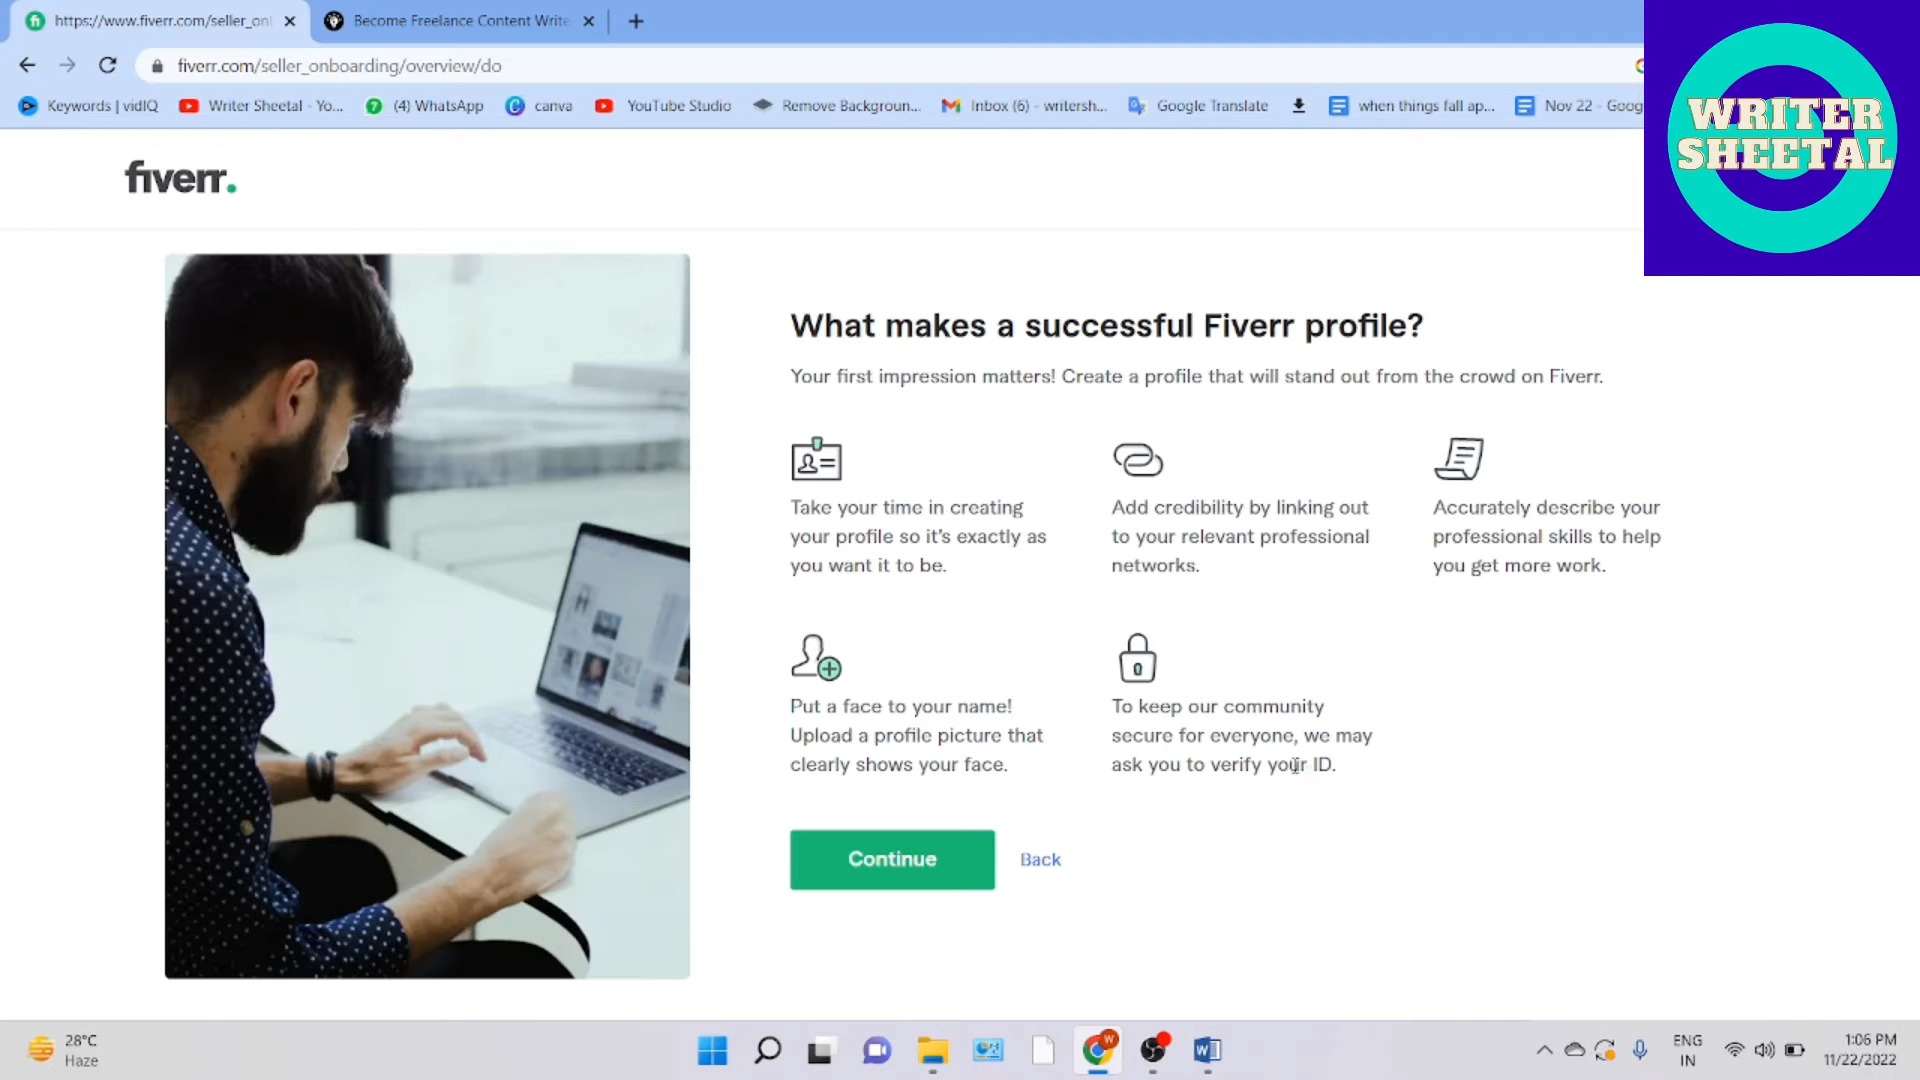 https://www.fiverr.com/seller_on
Become Freelance Content Write
fiverr.com/seller_onboarding/overview/do
Keywords | vidIQ
Writer Sheetal - Yo...
(4) WhatsApp
canva
YouTube Studio
Remove Backgroun...
Inbox (6) - writersh...
Google Translate
when things fall ap...
Nov 22 - Goog
WRITER
SHEETAL
fiverr.
What makes a successful Fiverr profile?
Your first impression matters! Create a profile that will stand out from the crowd on Fiverr.
Take your time in creating
your profile so it's exactly as
you want it to be.
Add credibility by linking out
to your relevant professional
networks.
Accurately describe your
professional skills to help
you get more work.
Put a face to your name!
Upload a profile picture that
clearly shows your face.
To keep our community
secure for everyone, we may
ask you to verify your ID.
Continue
Back
28°C
Haze
ENG
IN
1:06 PM
11/22/2022